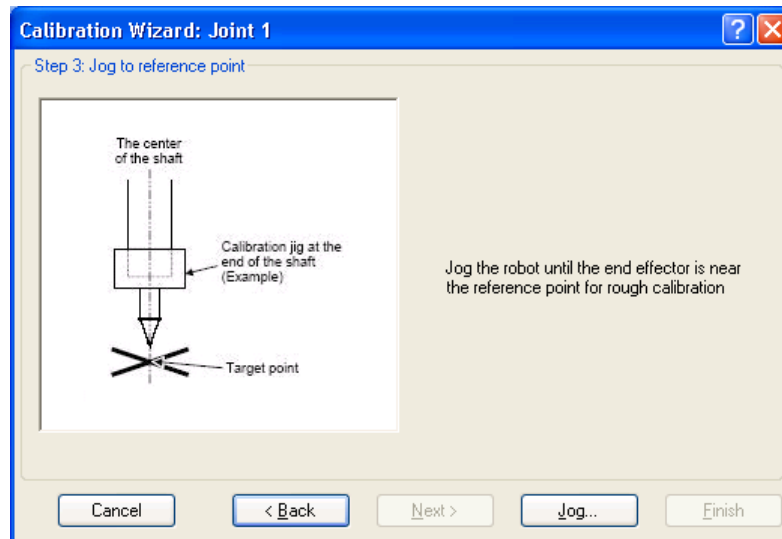 Calibration Wizard: Joint 1
Step 3: Jog to reference point
The center
of the shaft
Calibration jig at the
end of the shaft
(Example)
Target point
Jog the robot until the end effector is near
the reference point for rough calibration
Cancel
< Back
Next >
Jog...
Finish